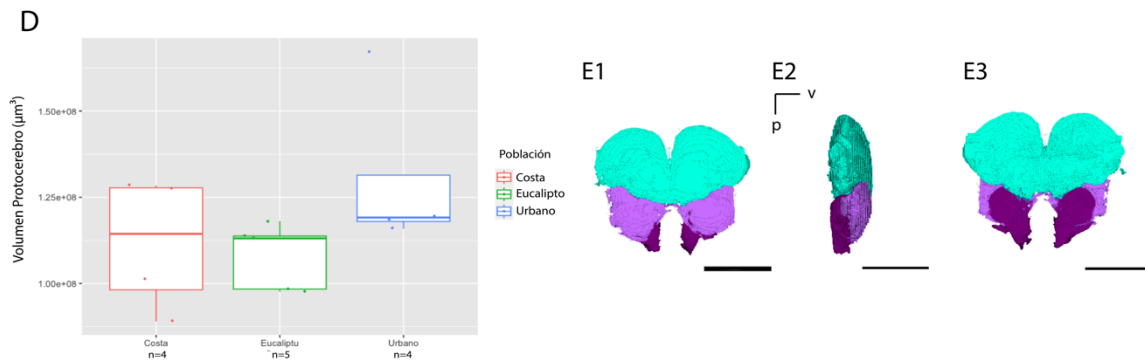 D
Volumen Protocerebro (µm³)
1.50e+08
1.25e+08
1.00e+08
Costa
n=4
Eucaliptu
n=5
Urbano
n=4
Población
Costa
Eucalipto
Urbano
E1
E2
v
p
E3